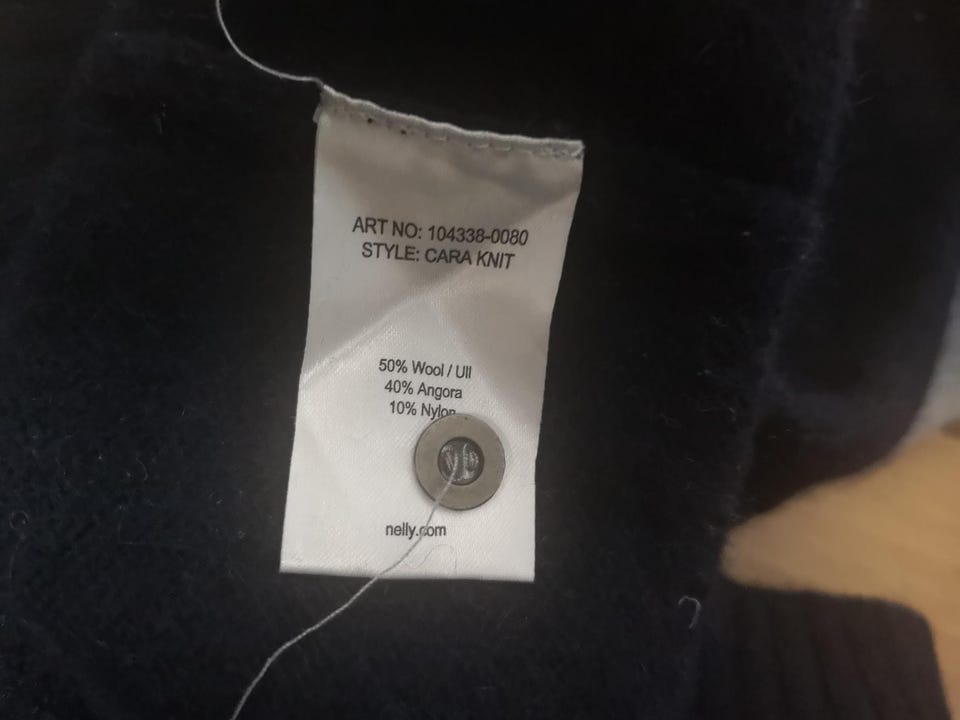 ART NO: 104338-0080
STYLE: CARA KNIT
50% Wool / Ull
40% Angora
10% Nylon
nelly.com